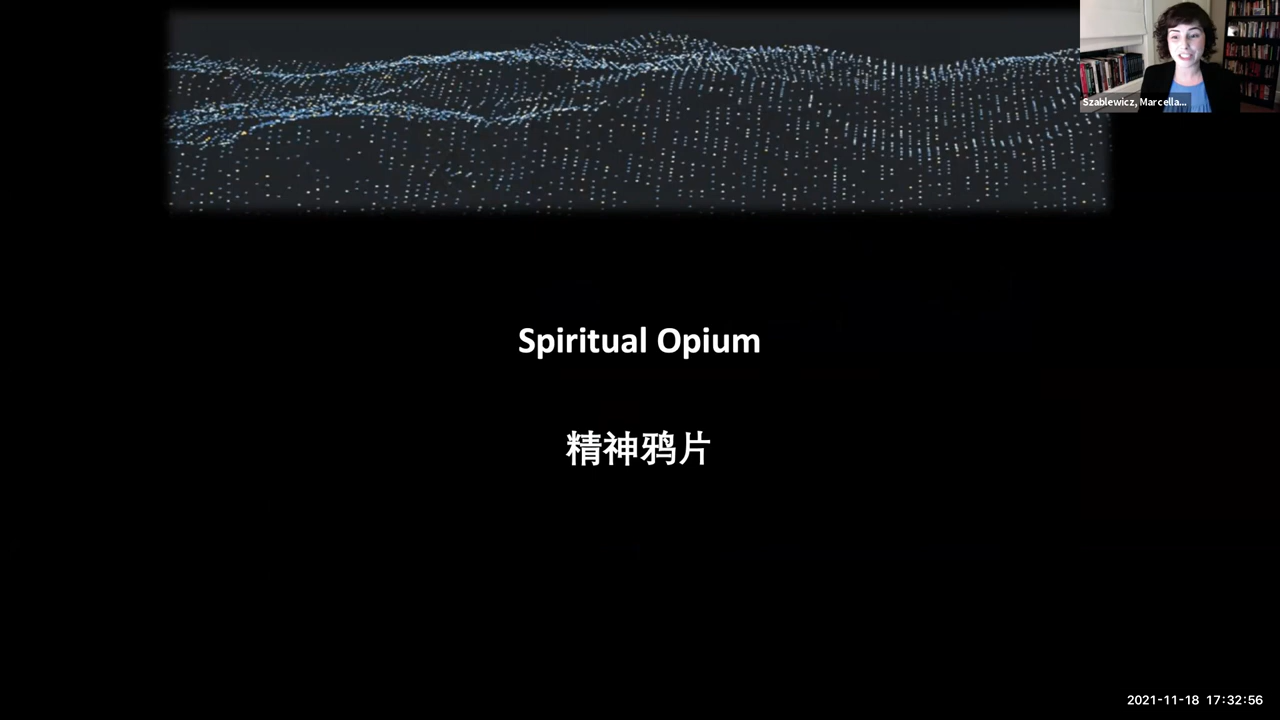 Szablewicz, Marcella...
Spiritual Opium
精神鸦片
2021-11-18 17:32:56